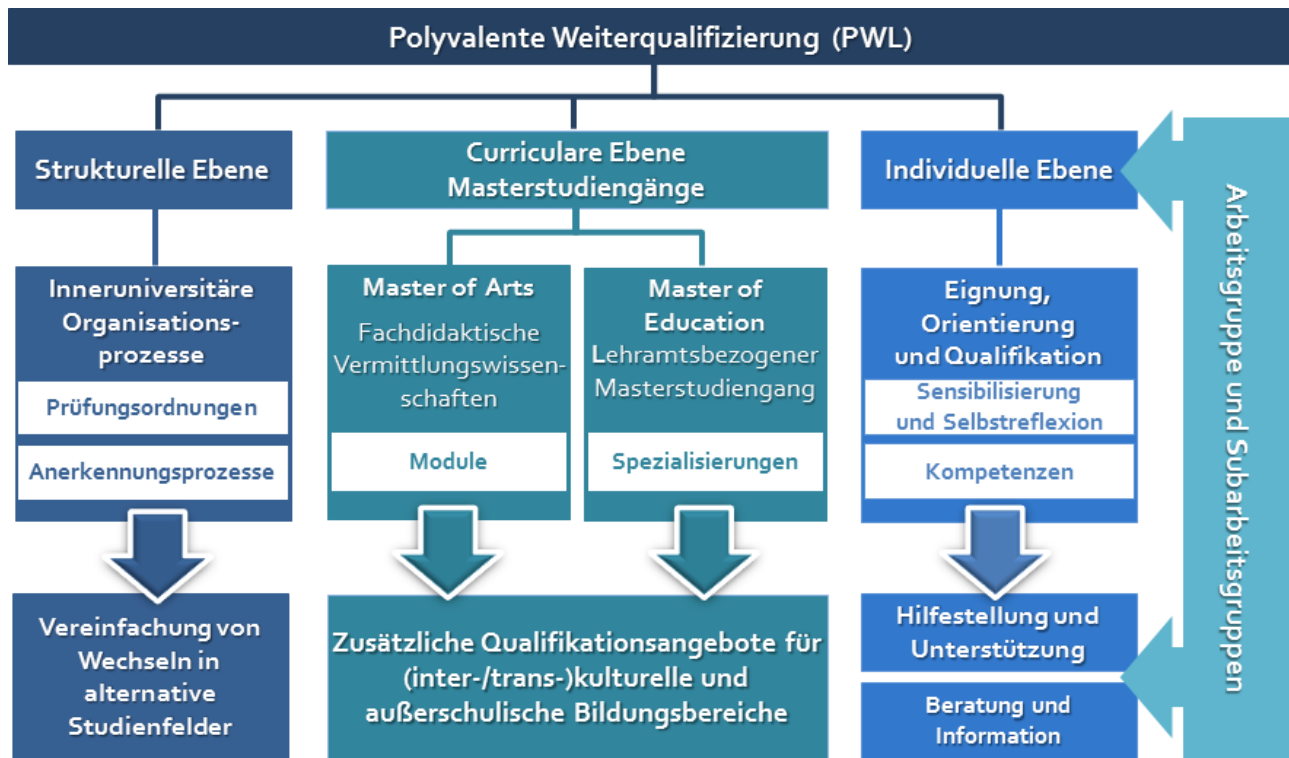 Polyvalente Weiterqualifizierung (PWL)
Strukturelle Ebene
Curriculare Ebene
Masterstudiengänge
Individuelle Ebene
Inneruniversitäre
Organisations-
prozesse
Prüfungsordnungen
Anerkennungsprozesse
Master of Arts
Fachdidaktische
Vermittlungswissen-
schaften
Module
Master of
Education
Lehramtsbezogener
Masterstudiengang
Spezialisierungen
Eignung,
Orientierung
und Qualifikation
Sensibilisierung
und Selbstreflexion
Kompetenzen
Vereinfachung von
Wechseln in
alternative
Studienfelder
Zusätzliche Qualifikationsangebote für
(inter-/trans-)kulturelle und
außerschulische Bildungsbereiche
Hilfestellung und
Unterstützung
Beratung und
Information
Arbeitsgruppe und Subarbeitsgruppen